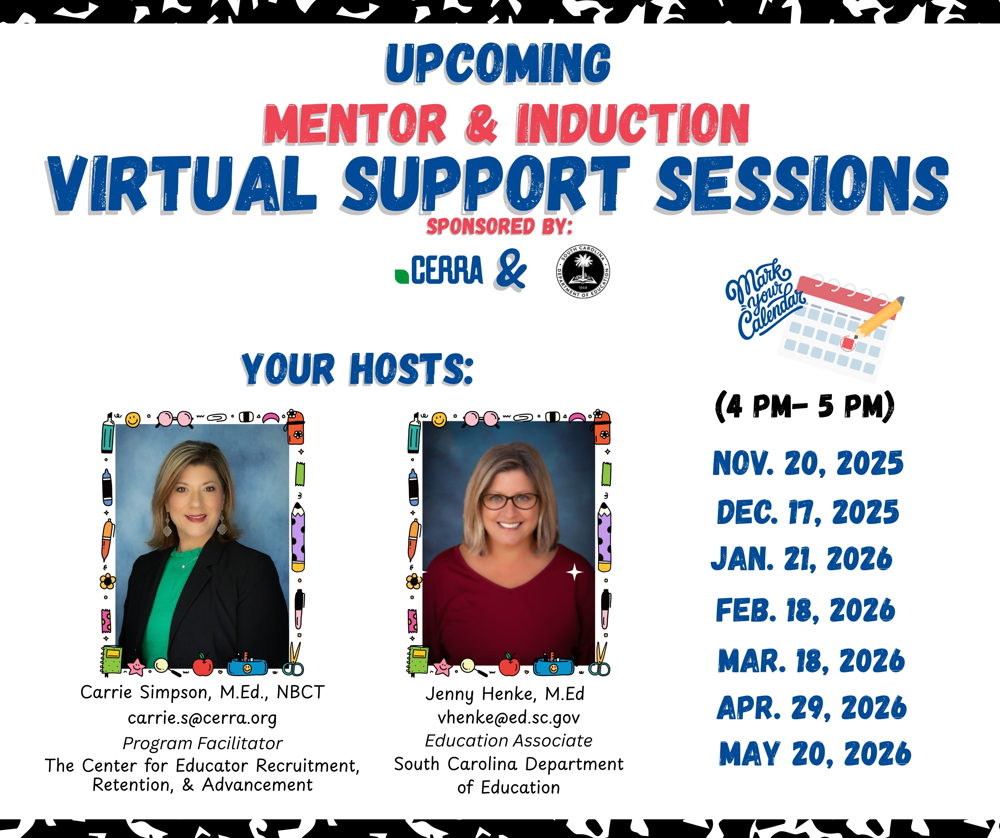 UPCOMING
MENTOR & INDUCTION
VIRTUAL SUPPORT SESSIONS
SPONSORED BY:
CERRA &
SOUTH CAROLINA
DEPARTMENT OF EDUCATION
1868
Mark
your
Calendar
YOUR HOSTS:
(4 PM- 5 PM)
NOV. 20, 2025
DEC. 17, 2025
JAN. 21, 2026
FEB. 18, 2026
MAR. 18, 2026
APR. 29, 2026
MAY 20, 2026
Carrie Simpson, M.Ed., NBCT
carrie.s@cerra.org
Program Facilitator
The Center for Educator Recruitment,
Retention, & Advancement
Jenny Henke, M.Ed
vhenke@ed.sc.gov
Education Associate
South Carolina Department
of Education